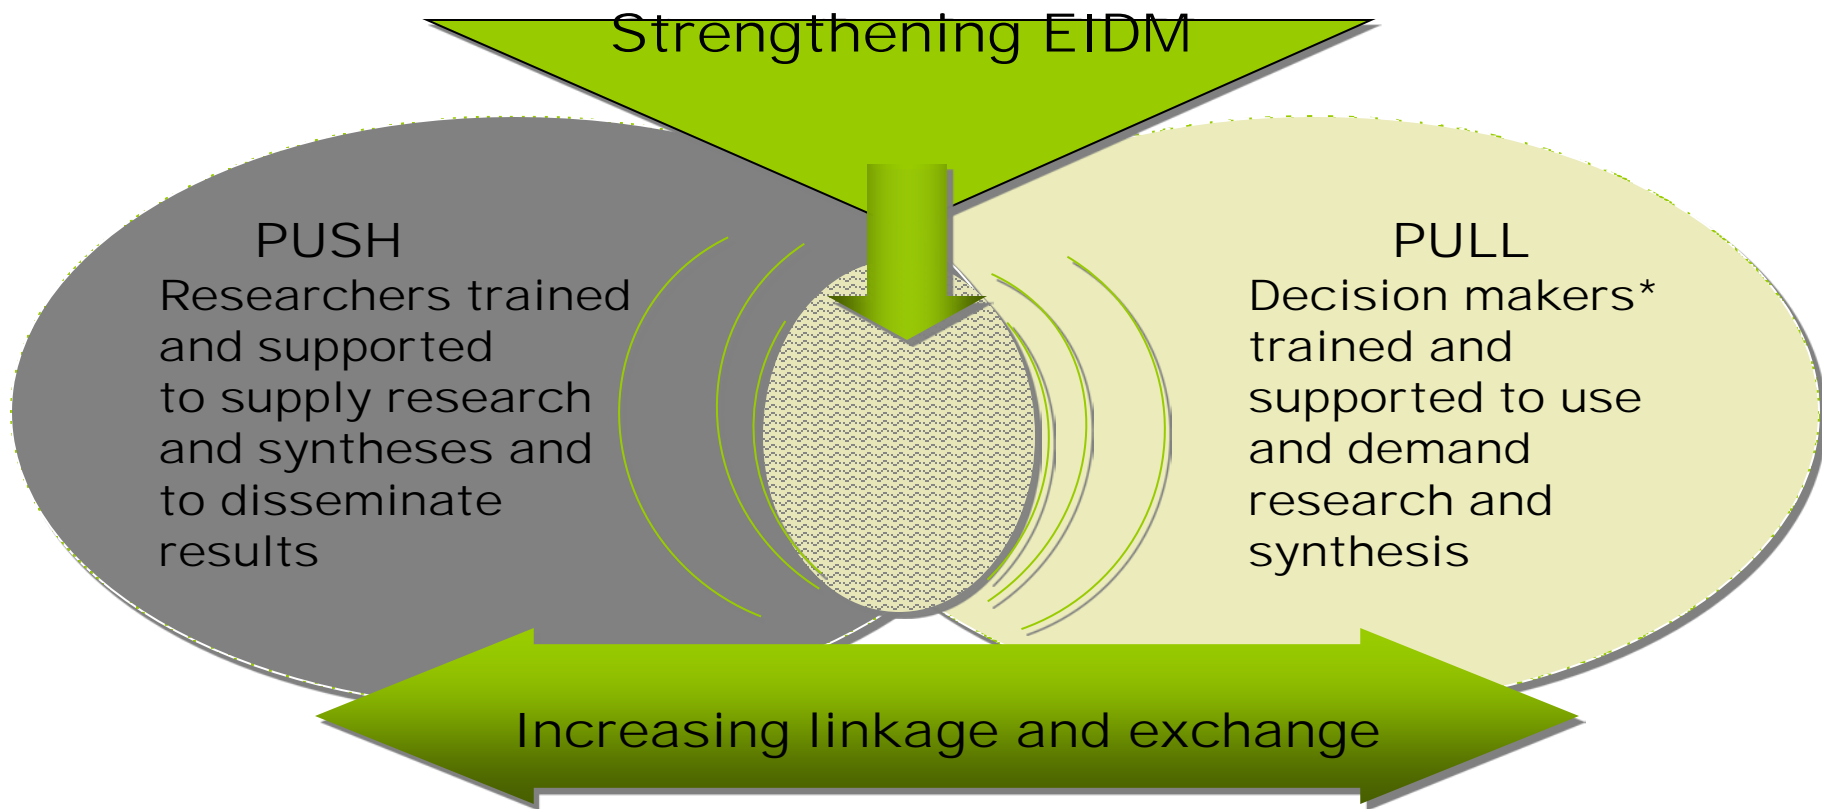 Strengthening EIDM
PUSH
Researchers trained
and supported
to supply research
and syntheses and
to disseminate
results
PULL
Decision makers*
trained and
supported to use
and demand
research and
synthesis
Increasing linkage and exchange